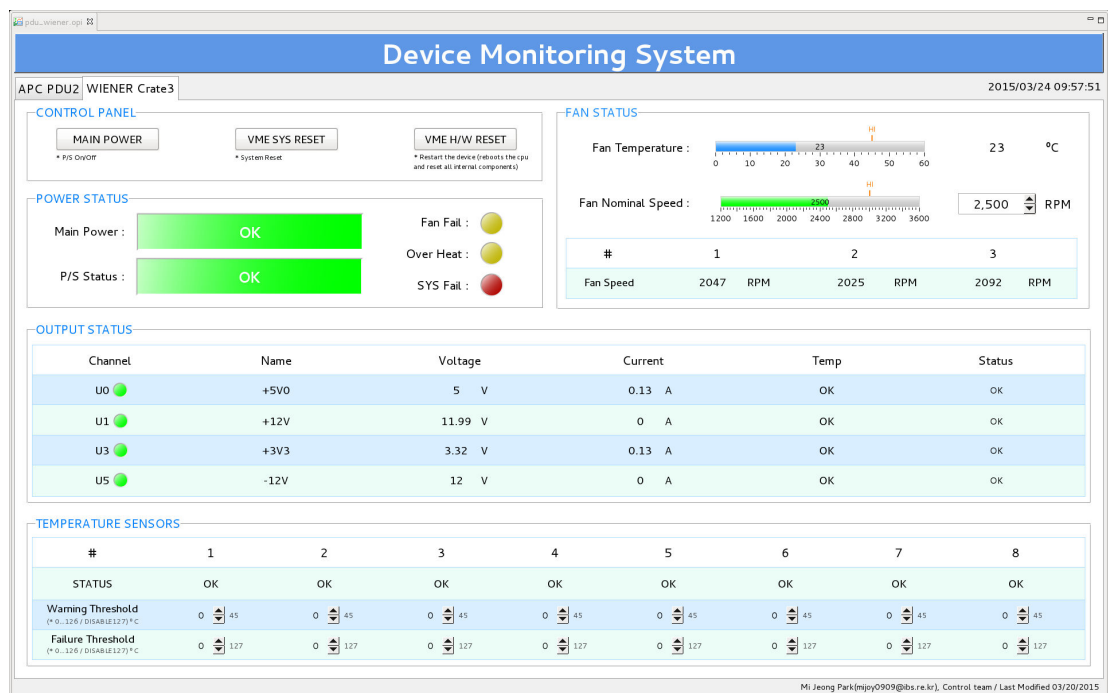 pdu_wiener.opi
Device Monitoring System
APC PDU2 WIENER Crate3 2015/03/24 09:57:51
CONTROL PANEL
MAIN POWER VME SYS RESET VME H/W RESET
* P/S On/Off * System Reset * Restart the device (reboots the cpu
and reset all internal components)
FAN STATUS
HI
Fan Temperature : 23 23 °C
0 10 20 30 40 50 60
HI
Fan Nominal Speed : 2500 2,500 RPM
1200 1600 2000 2400 2800 3200 3600
# 1 2 3
Fan Speed 2047 RPM 2025 RPM 2092 RPM
POWER STATUS
Main Power : OK Fan Fail :
Over Heat :
P/S Status : OK SYS Fail :
OUTPUT STATUS
Channel Name Voltage Current Temp Status
U0 +5V0 5 V 0.13 A OK OK
U1 +12V 11.99 V 0 A OK OK
U3 +3V3 3.32 V 0.13 A OK OK
U5 -12V 12 V 0 A OK OK
TEMPERATURE SENSORS
# 1 2 3 4 5 6 7 8
STATUS OK OK OK OK OK OK OK OK
Warning Threshold 0 45 0 45 0 45 0 45 0 45 0 45 0 45 0 45
(* 0...126 / DISABLE127) °C
Failure Threshold 0 127 0 127 0 127 0 127 0 127 0 127 0 127 0 127
(* 0...126 / DISABLE127) °C
Mi Jeong Park(mijoy0909@ibs.re.kr), Control team / Last Modified 03/20/2015